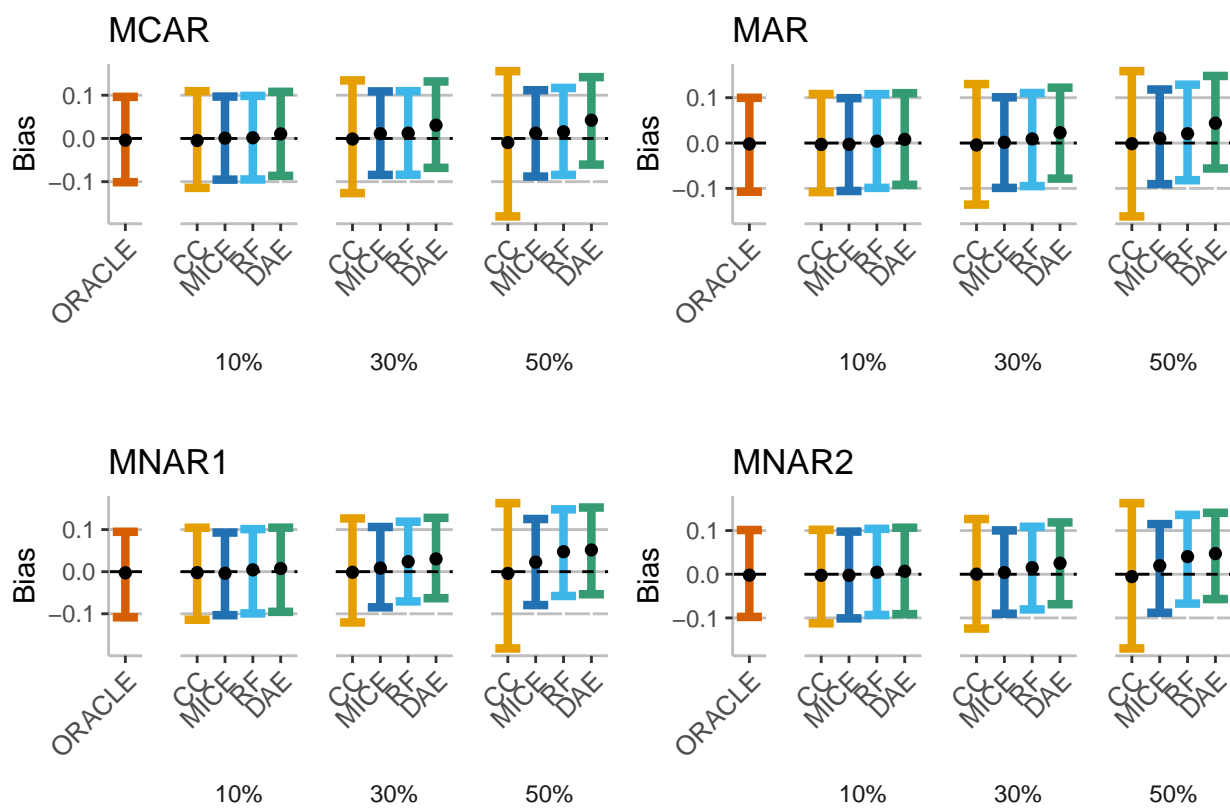 MCAR
Bias
0.1
0.0
−0.1
ORACLE
CC
MICE
RF
DAE
CC
MICE
RF
DAE
CC
MICE
RF
DAE
10%
30%
50%
MAR
Bias
0.1
0.0
−0.1
ORACLE
CC
MICE
RF
DAE
CC
MICE
RF
DAE
CC
MICE
RF
DAE
10%
30%
50%
MNAR1
Bias
0.1
0.0
−0.1
ORACLE
CC
MICE
RF
DAE
CC
MICE
RF
DAE
CC
MICE
RF
DAE
10%
30%
50%
MNAR2
Bias
0.1
0.0
−0.1
ORACLE
CC
MICE
RF
DAE
CC
MICE
RF
DAE
CC
MICE
RF
DAE
10%
30%
50%